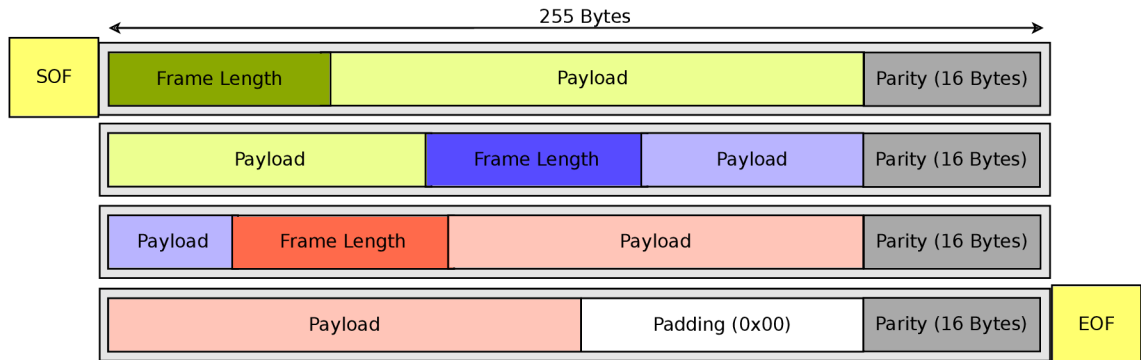 255 Bytes
SOF Frame Length Payload Parity (16 Bytes)
Payload Frame Length Payload Parity (16 Bytes)
Payload Frame Length Payload Parity (16 Bytes)
Payload Padding (0x00) Parity (16 Bytes) EOF